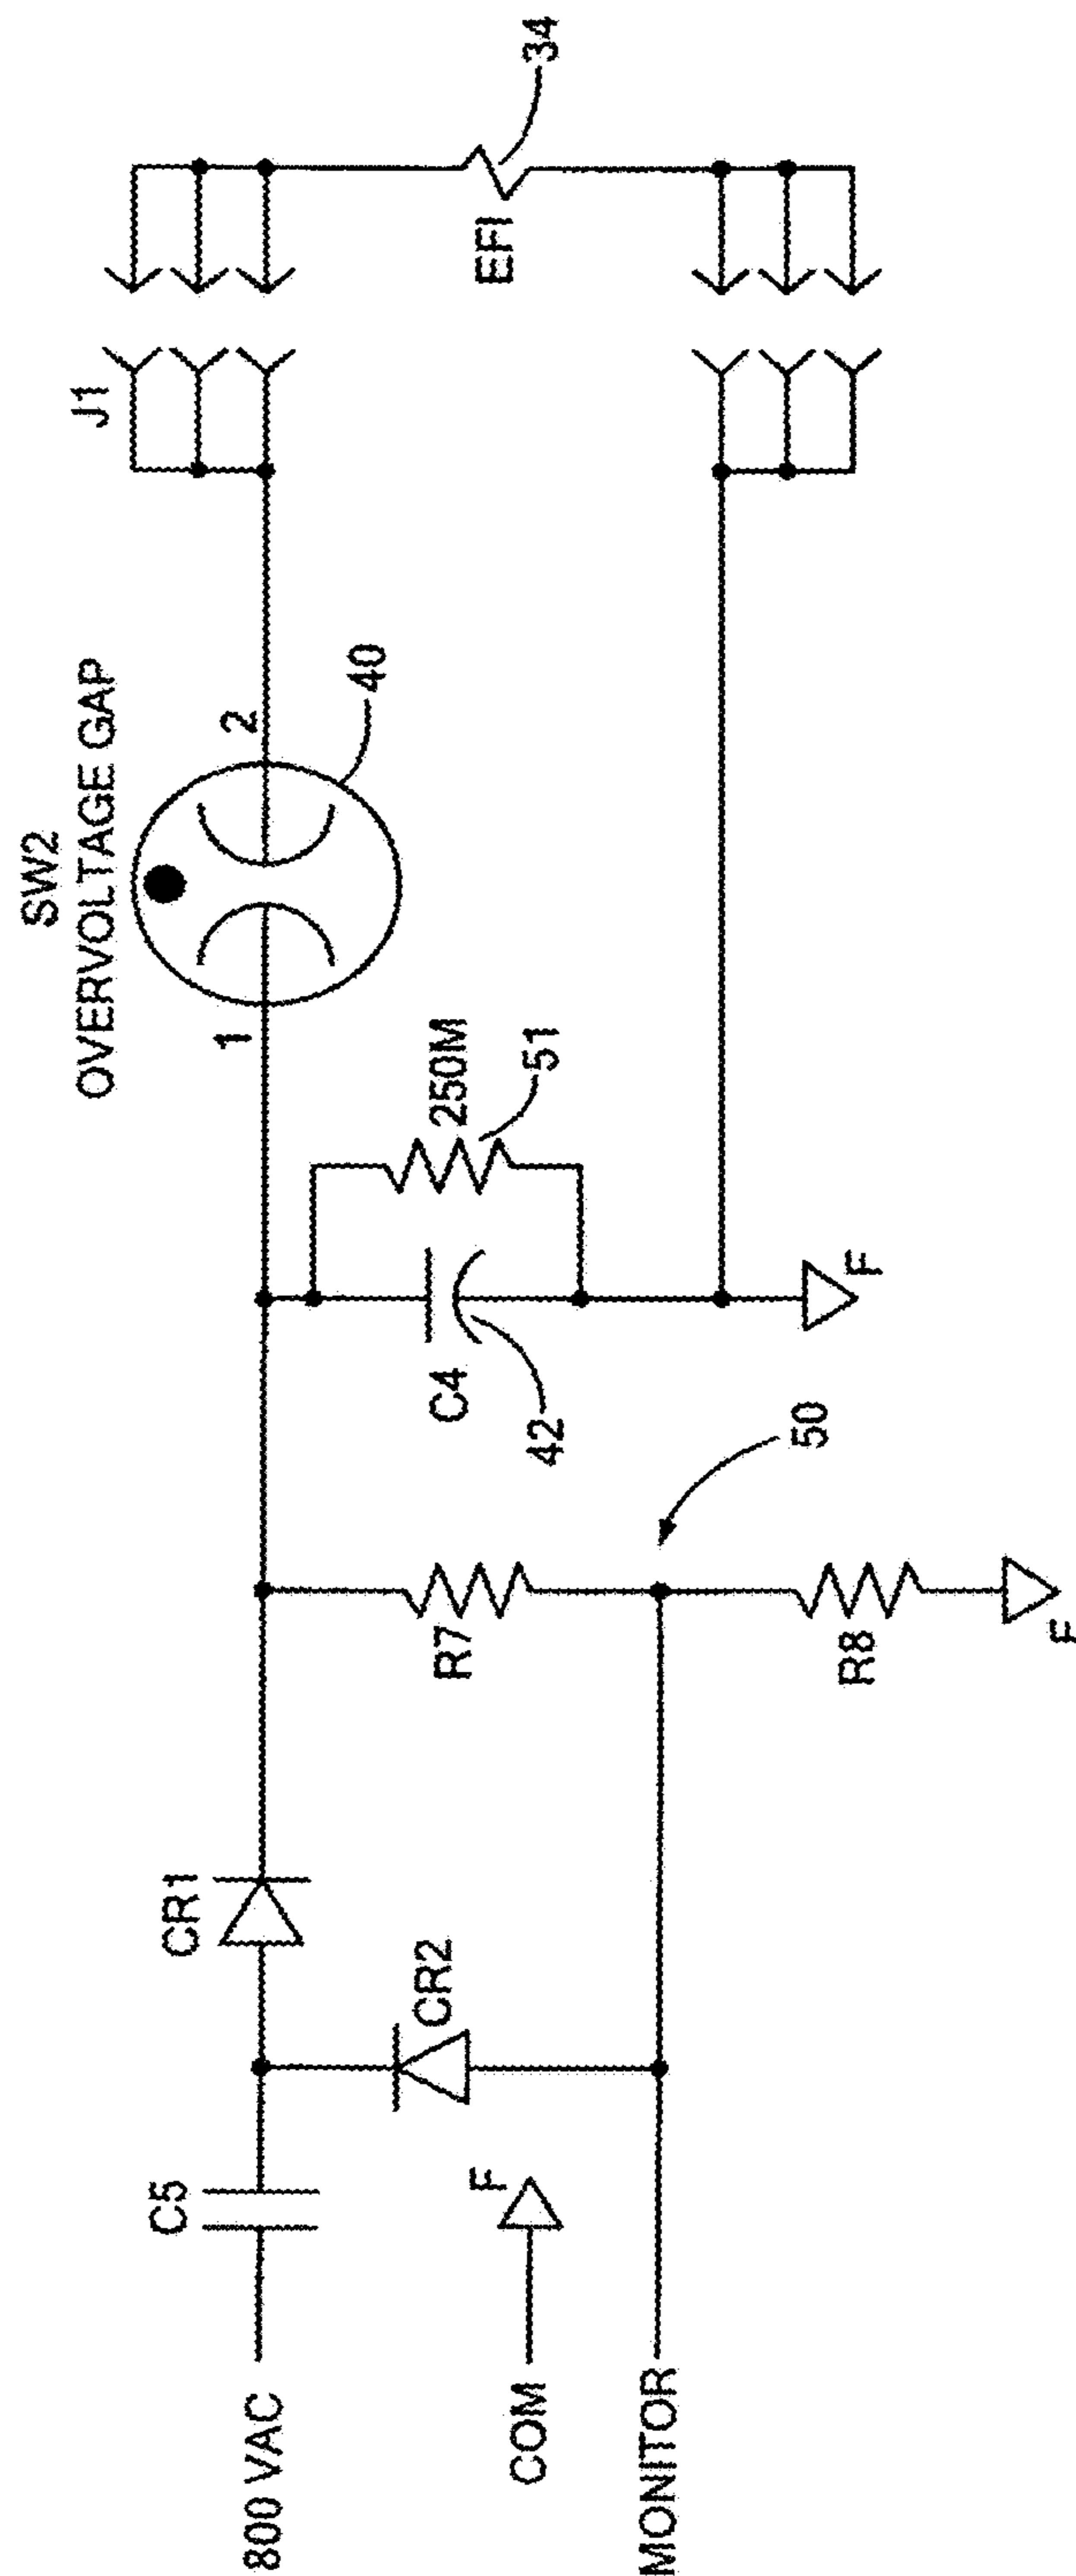 SW2
OVERVOLTAGE GAP
J1
1
2
40
34
EFI
250M
51
C4
42
CR1
CR2
C5
R7
50
R8
F
F
F
800 VAC
COM
MONITOR